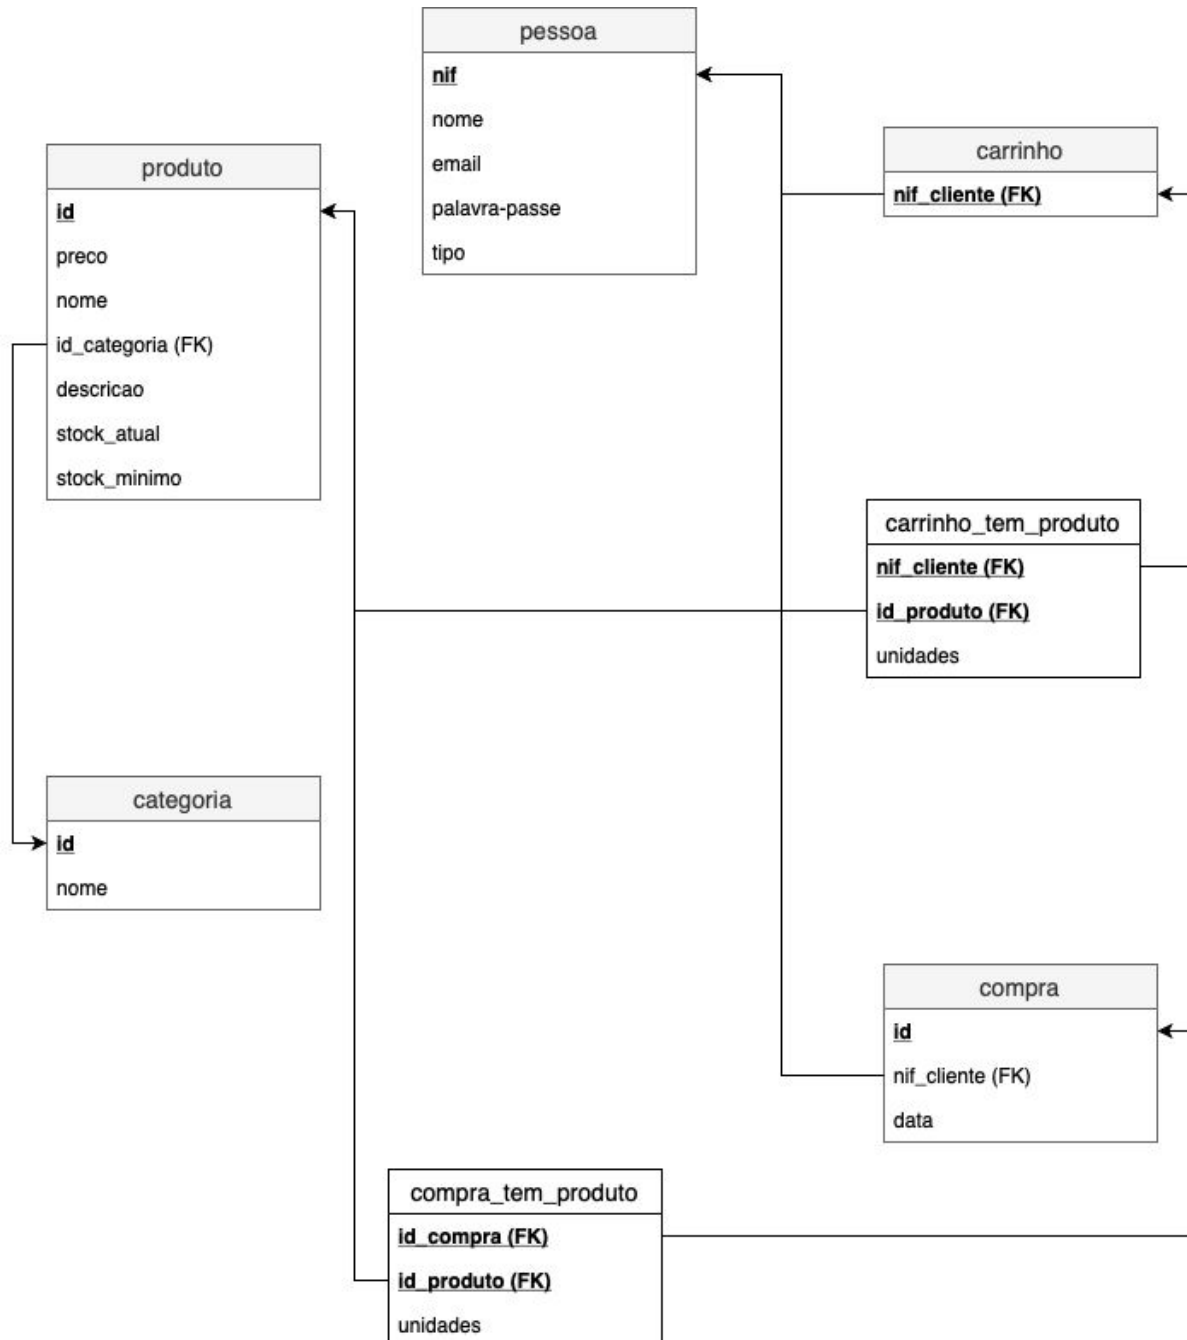 pessoa
nif
nome
email
palavra-passe
tipo
carrinho
nif_cliente (FK)
produto
id
preco
nome
id_categoria (FK)
descricao
stock_atual
stock_minimo
carrinho_tem_produto
nif_cliente (FK)
id_produto (FK)
unidades
categoria
id
nome
compra
id
nif_cliente (FK)
data
compra_tem_produto
id_compra (FK)
id_produto (FK)
unidades